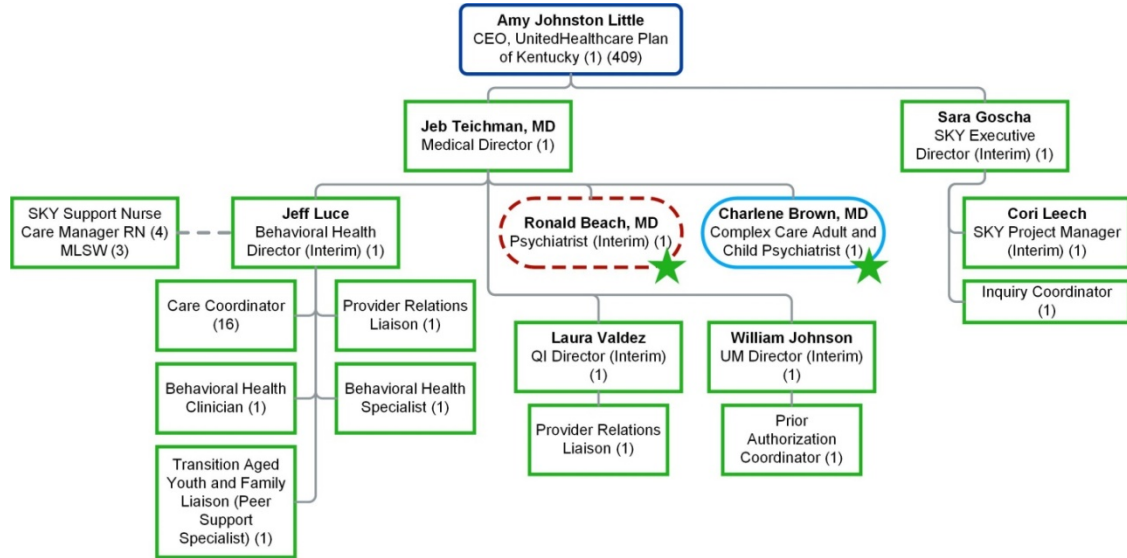 Amy Johnston Little
CEO, UnitedHealthcare Plan
of Kentucky (1) (409)
Jeb Teichman, MD
Medical Director (1)
Sara Goscha
SKY Executive
Director (Interim) (1)
SKY Support Nurse
Care Manager RN (4)
MLSW (3)
Jeff Luce
Behavioral Health
Director (Interim) (1)
Ronald Beach, MD
Psychiatrist (Interim) (1)
Charlene Brown, MD
Complex Care Adult and
Child Psychiatrist (1)
Cori Leech
SKY Project Manager
(Interim) (1)
Inquiry Coordinator
(1)
Care Coordinator
(16)
Provider Relations
Liaison (1)
Behavioral Health
Clinician (1)
Behavioral Health
Specialist (1)
Transition Aged
Youth and Family
Liaison (Peer
Support
Specialist) (1)
Laura Valdez
QI Director (Interim)
(1)
William Johnson
UM Director (Interim)
(1)
Provider Relations
Liaison (1)
Prior
Authorization
Coordinator (1)